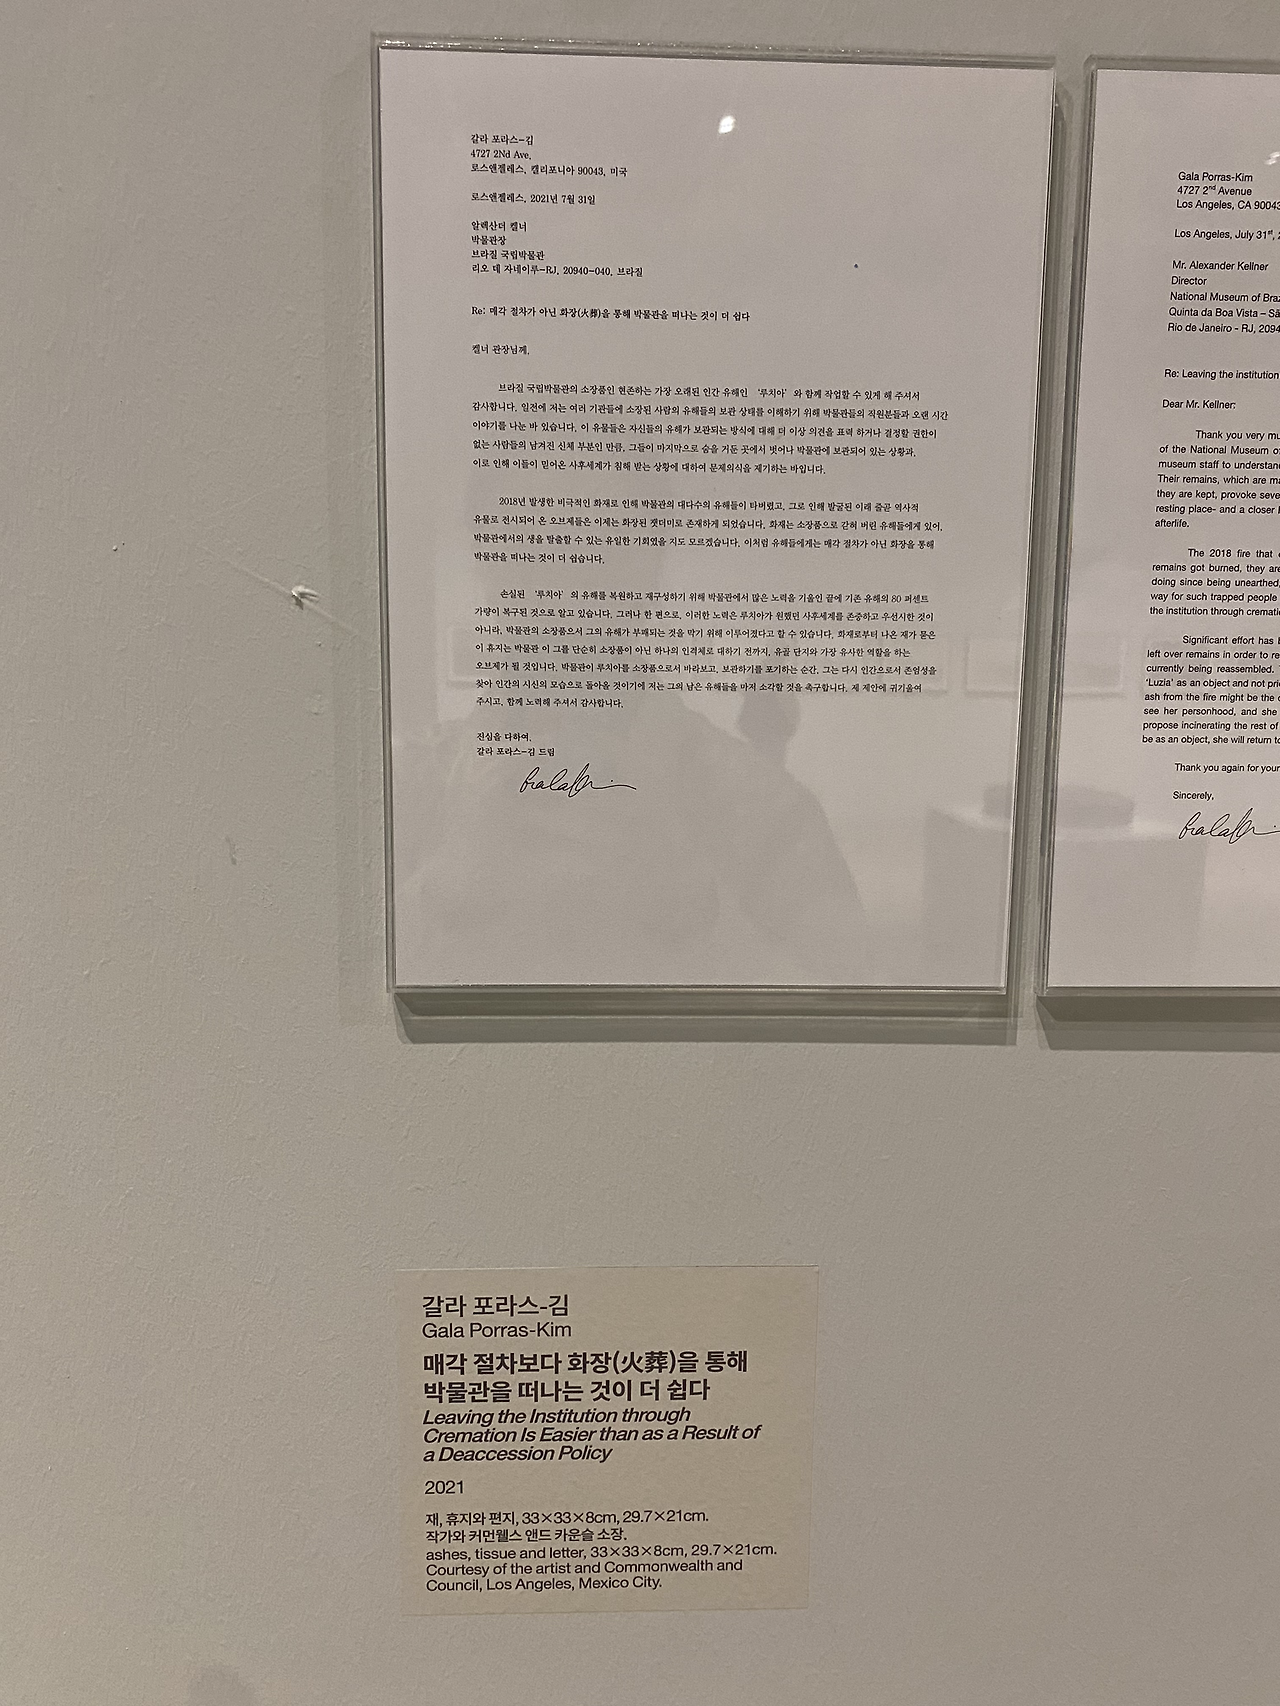 갈라 포라스-김
4727 2Nd Ave,
로스앤젤레스, 캘리포니아 90043, 미국
로스앤젤레스, 2021년 7월 31일
알렉산더 켈너
박물관장
브라질 국립박물관
리오 데 자네이루-RJ, 20940-040, 브라질
Re: 매각 절차가 아닌 화장(火葬)을 통해 박물관을 떠나는 것이 더 쉽다
켈너 관장님께,
브라질 국립박물관의 소장품인 현존하는 가장 오래된 인간 유해인 ‘루치아’ 와 함께 작업할 수 있게 해 주셔서
감사합니다. 일전에 저는 여러 기관들에 소장된 사람의 유해들의 보관 상태를 이해하기 위해 박물관들의 직원분들과 오랜 시간
이야기를 나눈 바 있습니다. 이 유물들은 자신들의 유해가 보관되는 방식에 대해 더 이상 의견을 표력 하거나 결정할 권한이
없는 사람들의 남겨진 신체 부분인 만큼, 그들이 마지막으로 숨을 거둔 곳에서 벗어나 박물관에 보관되어 있는 상황과,
이로 인해 이들이 믿어온 사후세계가 침해 받는 상황에 대하여 문제의식을 제기하는 바입니다.
2018년 발생한 비극적인 화재로 인해 박물관의 대다수의 유해들이 타버렸고, 그로 인해 발굴된 이래 줄곧 역사적
유물로 전시되어 온 오브제들은 이제는 화장된 잿더미로 존재하게 되었습니다. 화재는 소장품으로 갇혀 버린 유해들에게 있어,
박물관에서의 생을 탈출할 수 있는 유일한 기회였을 지도 모르겠습니다. 이처럼 유해들에게는 매각 절차가 아닌 화장을 통해
박물관을 떠나는 것이 더 쉽습니다.
손실된 ‘루치아’ 의 유해를 복원하고 재구성하기 위해 박물관에서 많은 노력을 기울인 끝에 기존 유해의 80 퍼센트
가량이 복구된 것으로 알고 있습니다. 그러나 한 편으로, 이러한 노력은 루치아가 원했던 사후세계를 존중하고 우선시한 것이
아니라, 박물관의 소장품으서 그의 유해가 부패되는 것을 막기 위해 이루어졌다고 할 수 있습니다. 화재로부터 나온 재가 묻은
이 휴지는 박물관 이 그를 단순히 소장품이 아닌 하나의 인격체로 대하기 전까지, 유골 단지와 가장 유사한 역할을 하는
오브제가 될 것입니다. 박물관이 루치아를 소장품으로서 바라보고, 보관하기를 포기하는 순간, 그는 다시 인간으로서 존엄성을
찾아 인간의 시신의 모습으로 돌아올 것이기에 저는 그의 남은 유해들을 마저 소각할 것을 촉구합니다. 제 제안에 귀기울여
주시고, 함께 노력해 주셔서 감사합니다.
진심을 다하여,
갈라 포라스-김 드림
Gala Porras-Kim
4727 2nd Avenue
Los Angeles, CA 90043
Los Angeles, July 31st,
Mr. Alexander Kellner
Director
National Museum of
Quinta da Boa Vista –
Rio de Janeiro - RJ,
Re: Leaving the institution
Dear Mr. Kellner:
Thank you very
of the National Museum
museum staff to understand
Their remains, which are
they are kept, provoke
resting place- and a closer
afterlife.
The 2018 fire that
remains got burned, they are
doing since being unearthed,
way for such trapped people
the institution through
Significant effort has
left over remains in order to
currently being reassembled.
‘Luzia’ as an object and not
ash from the fire might be the
see her personhood, and she
propose incinerating the rest of
be as an object, she will return to
Thank you again for your
Sincerely,
갈라 포라스-김
Gala Porras-Kim
매각 절차보다 화장(火葬)을 통해
박물관을 떠나는 것이 더 쉽다
Leaving the Institution through
Cremation Is Easier than as a Result of
a Deaccession Policy
2021
재, 휴지와 편지, 33×33×8cm, 29.7×21cm.
작가와 커먼웰스 앤드 카운슬 소장.
ashes, tissue and letter, 33×33×8cm, 29.7×21cm.
Courtesy of the artist and Commonwealth and
Council, Los Angeles, Mexico City.